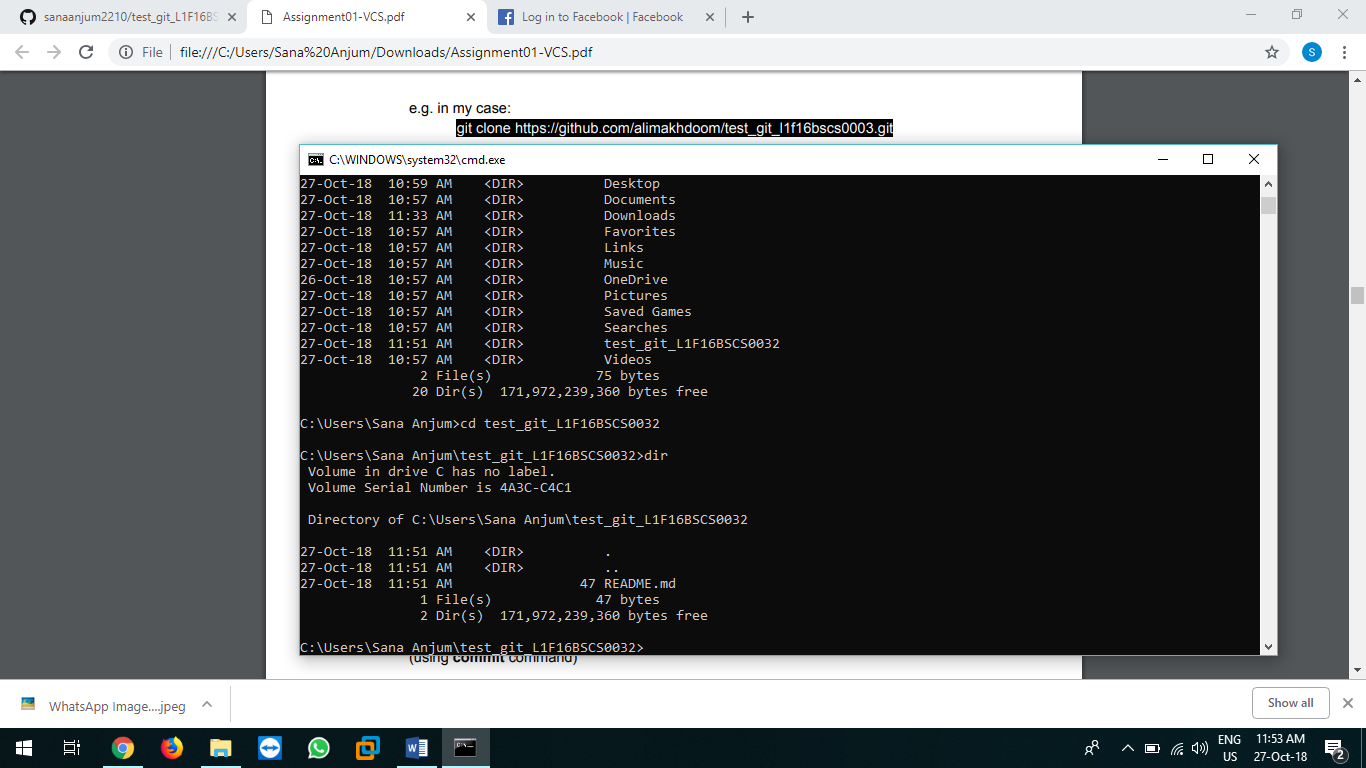 sanaanjum2210/test_git_L1F16BS
Assignment01-VCS.pdf
Log in to Facebook | Facebook
File
file:///C:/Users/Sana%20Anjum/Downloads/Assignment01-VCS.pdf
S
e.g. in my case:
git clone https://github.com/alimakhdoom/test_git_l1f16bscs0003.git
C:\WINDOWS\system32\cmd.exe
27-Oct-18  10:59 AM    <DIR>          Desktop
27-Oct-18  10:57 AM    <DIR>          Documents
27-Oct-18  11:33 AM    <DIR>          Downloads
27-Oct-18  10:57 AM    <DIR>          Favorites
27-Oct-18  10:57 AM    <DIR>          Links
27-Oct-18  10:57 AM    <DIR>          Music
26-Oct-18  10:57 AM    <DIR>          OneDrive
27-Oct-18  10:57 AM    <DIR>          Pictures
27-Oct-18  10:57 AM    <DIR>          Saved Games
27-Oct-18  10:57 AM    <DIR>          Searches
27-Oct-18  11:51 AM    <DIR>          test_git_L1F16BSCS0032
27-Oct-18  10:57 AM    <DIR>          Videos
2 File(s)             75 bytes
20 Dir(s)  171,972,239,360 bytes free
C:\Users\Sana Anjum>cd test_git_L1F16BSCS0032
C:\Users\Sana Anjum\test_git_L1F16BSCS0032>dir
Volume in drive C has no label.
Volume Serial Number is 4A3C-C4C1
Directory of C:\Users\Sana Anjum\test_git_L1F16BSCS0032
27-Oct-18  11:51 AM    <DIR>          .
27-Oct-18  11:51 AM    <DIR>          ..
27-Oct-18  11:51 AM                47 README.md
1 File(s)             47 bytes
2 Dir(s)  171,972,239,360 bytes free
C:\Users\Sana Anjum\test_git_L1F16BSCS0032>
(using commit command)
WhatsApp Image....jpeg
Show all
ENG
US
11:53 AM
27-Oct-18
2